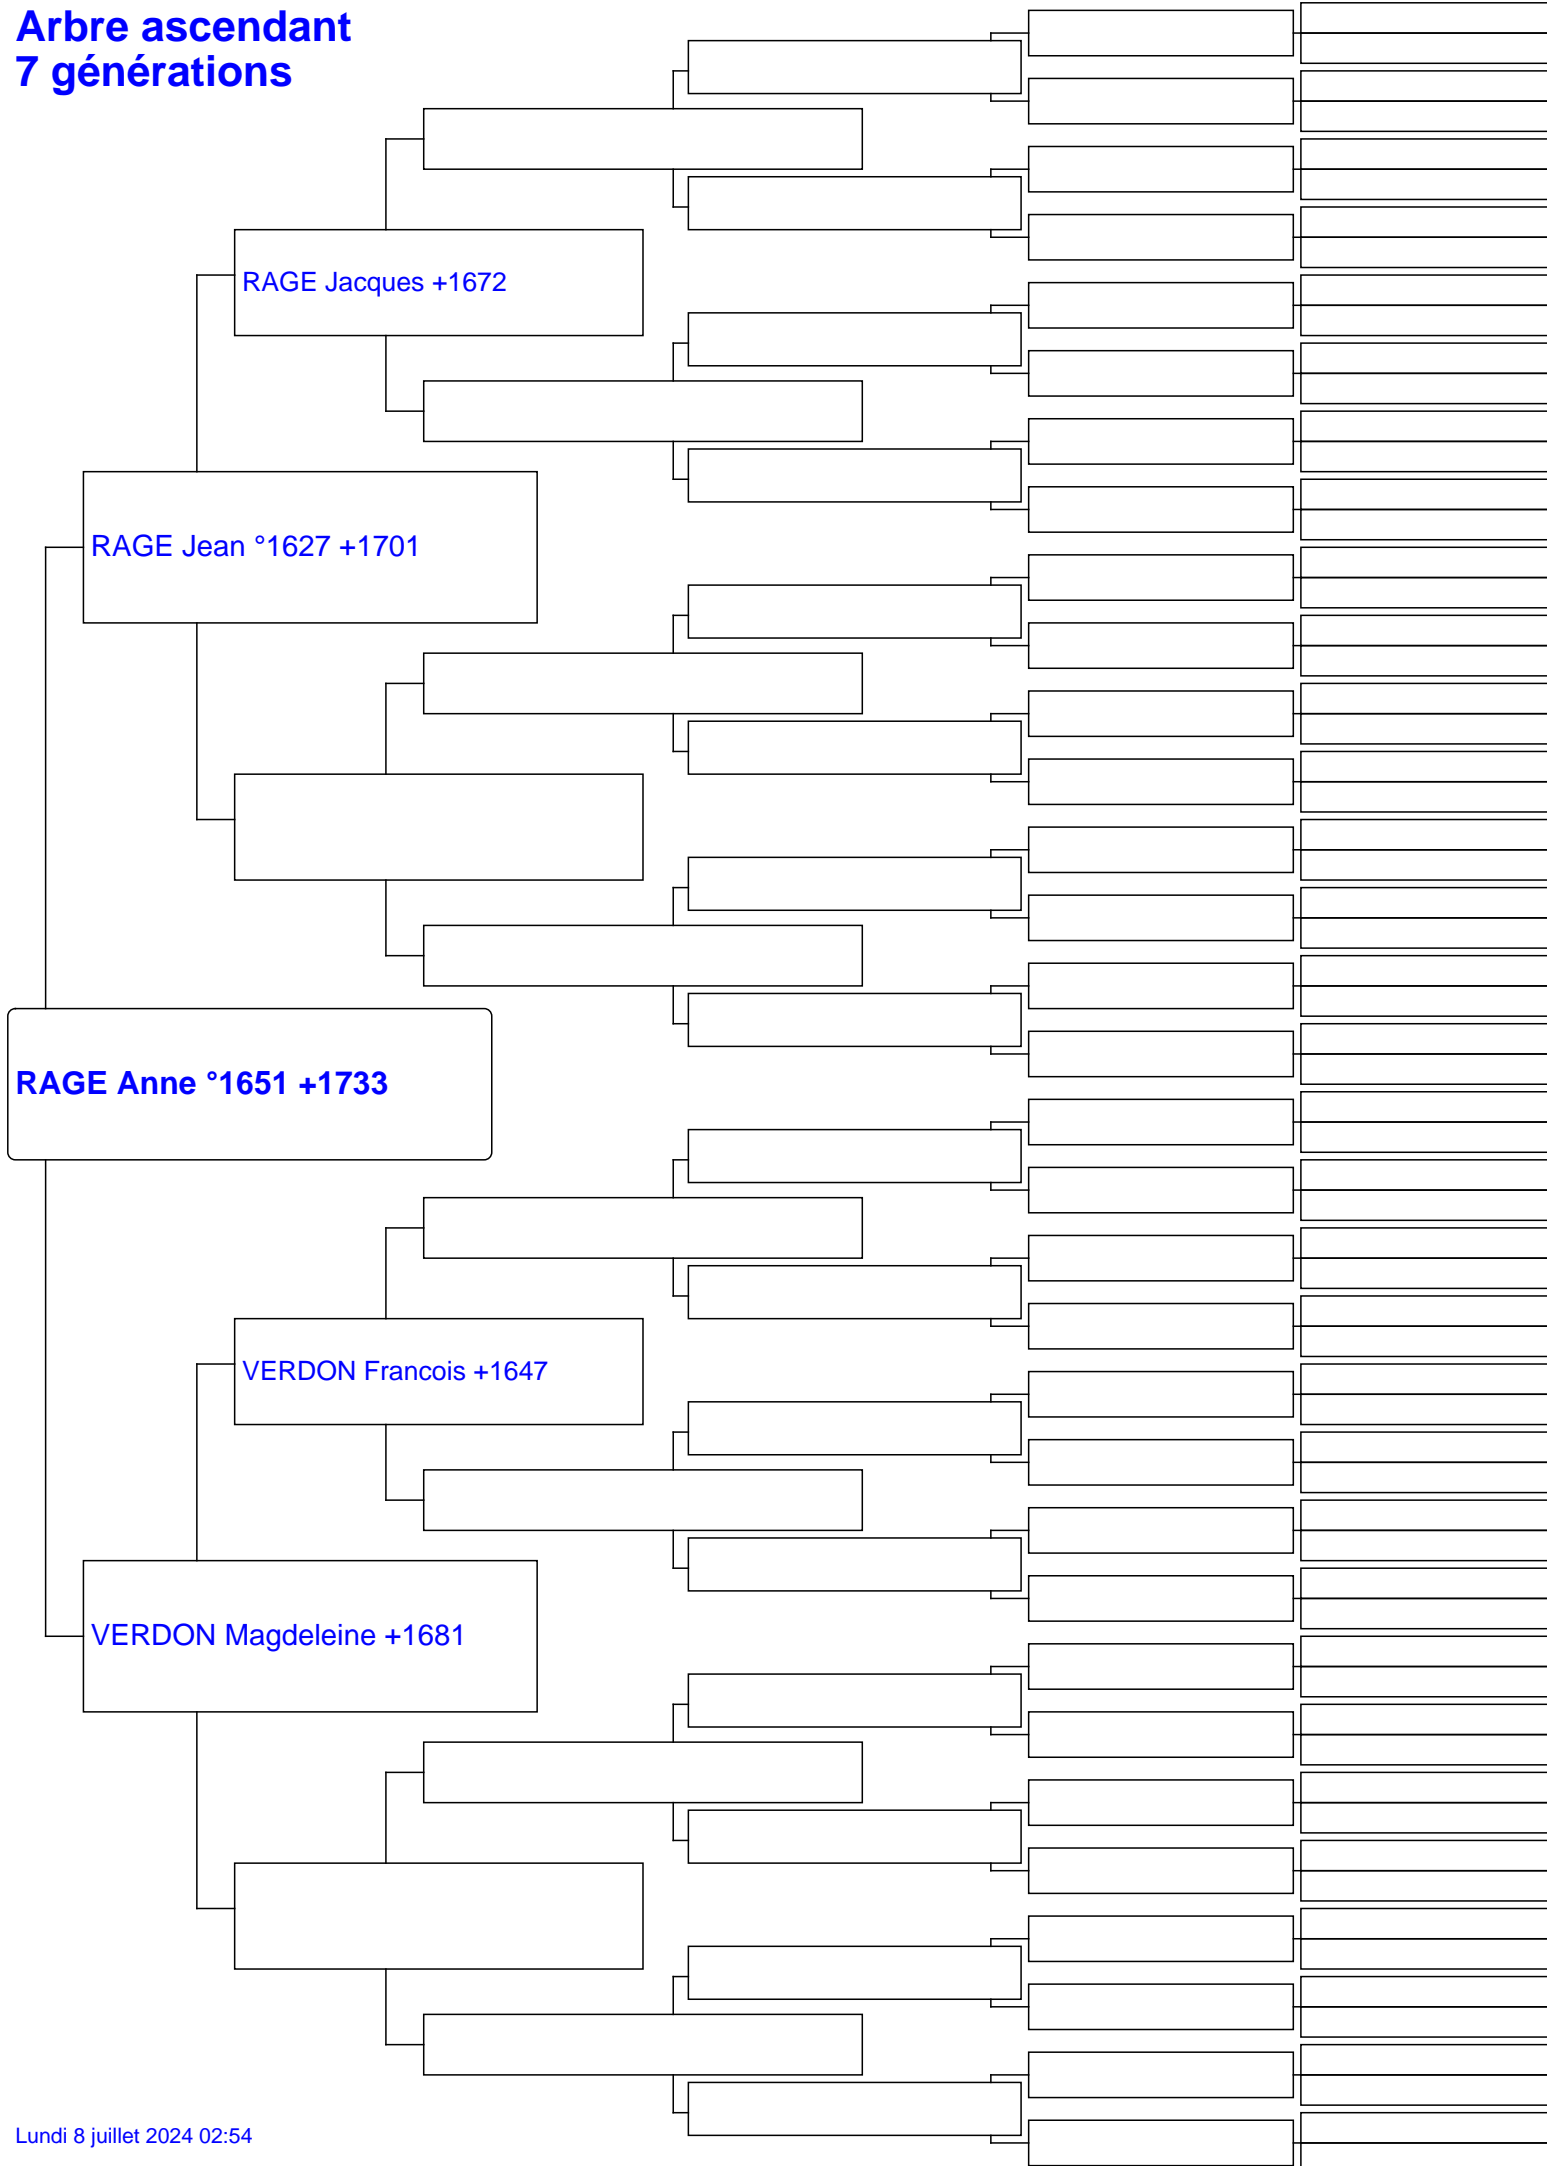 Arbre ascendant
7 générations
RAGE Jacques +1672
RAGE Jean °1627 +1701
RAGE Anne °1651 +1733
VERDON Francois +1647
VERDON Magdeleine +1681
Lundi 8 juillet 2024 02:54